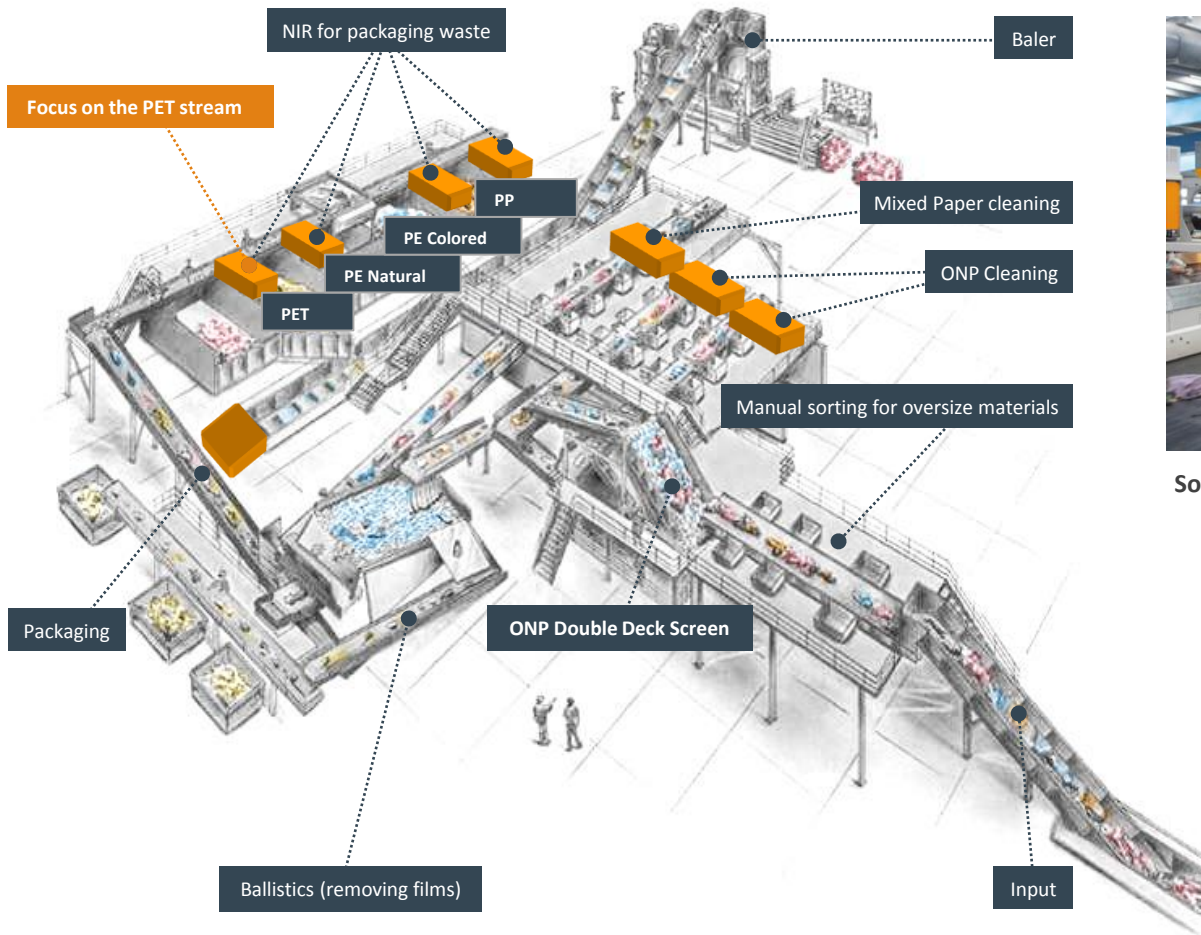 NIR for packaging waste
Baler
Focus on the PET stream
PP
Mixed Paper cleaning
PE Colored
ONP Cleaning
PE Natural
PET
Manual sorting for oversize materials
So
Packaging
ONP Double Deck Screen
Ballistics (removing films)
Input